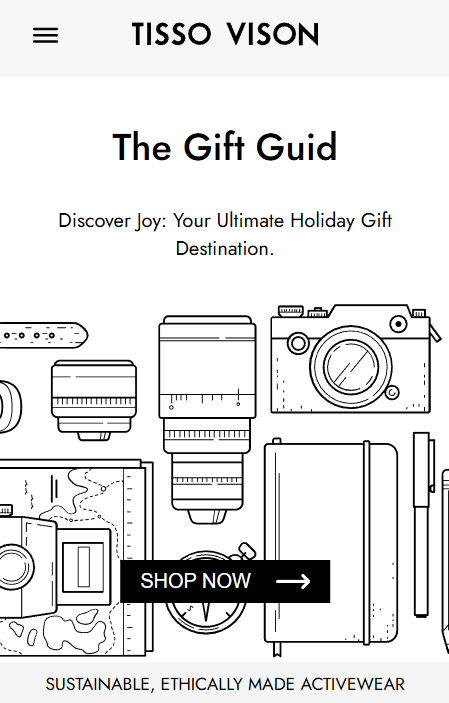 TISSO VISON
The Gift Guid
Discover Joy: Your Ultimate Holiday Gift
Destination.
SHOP NOW
SUSTAINABLE, ETHICALLY MADE ACTIVEWEAR